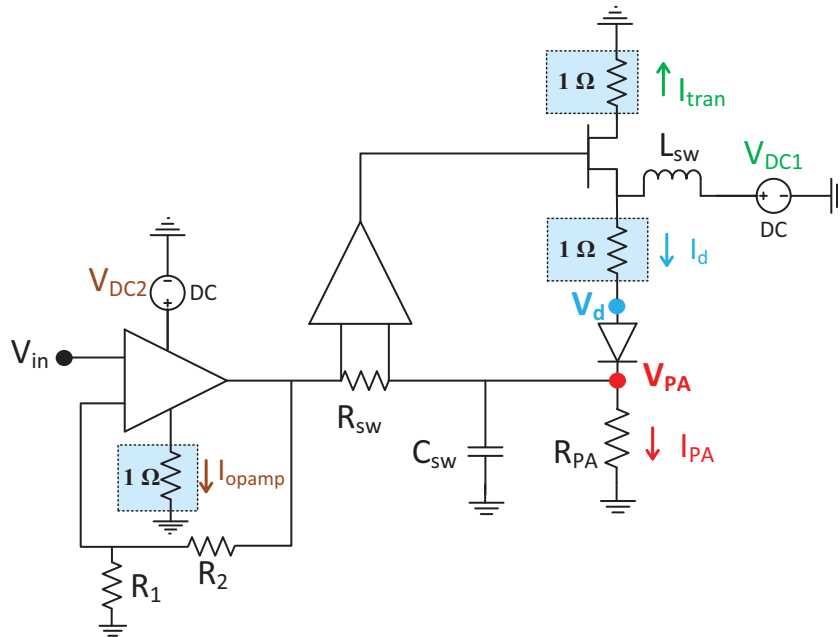 1 Ω
I_tran
L_sw
V_DC1
+ -
DC
1 Ω
I_d
V_DC2
-
+
DC
V_d
V_in
V_PA
R_sw
C_sw
R_PA
I_PA
1 Ω
I_opamp
R_2
R_1